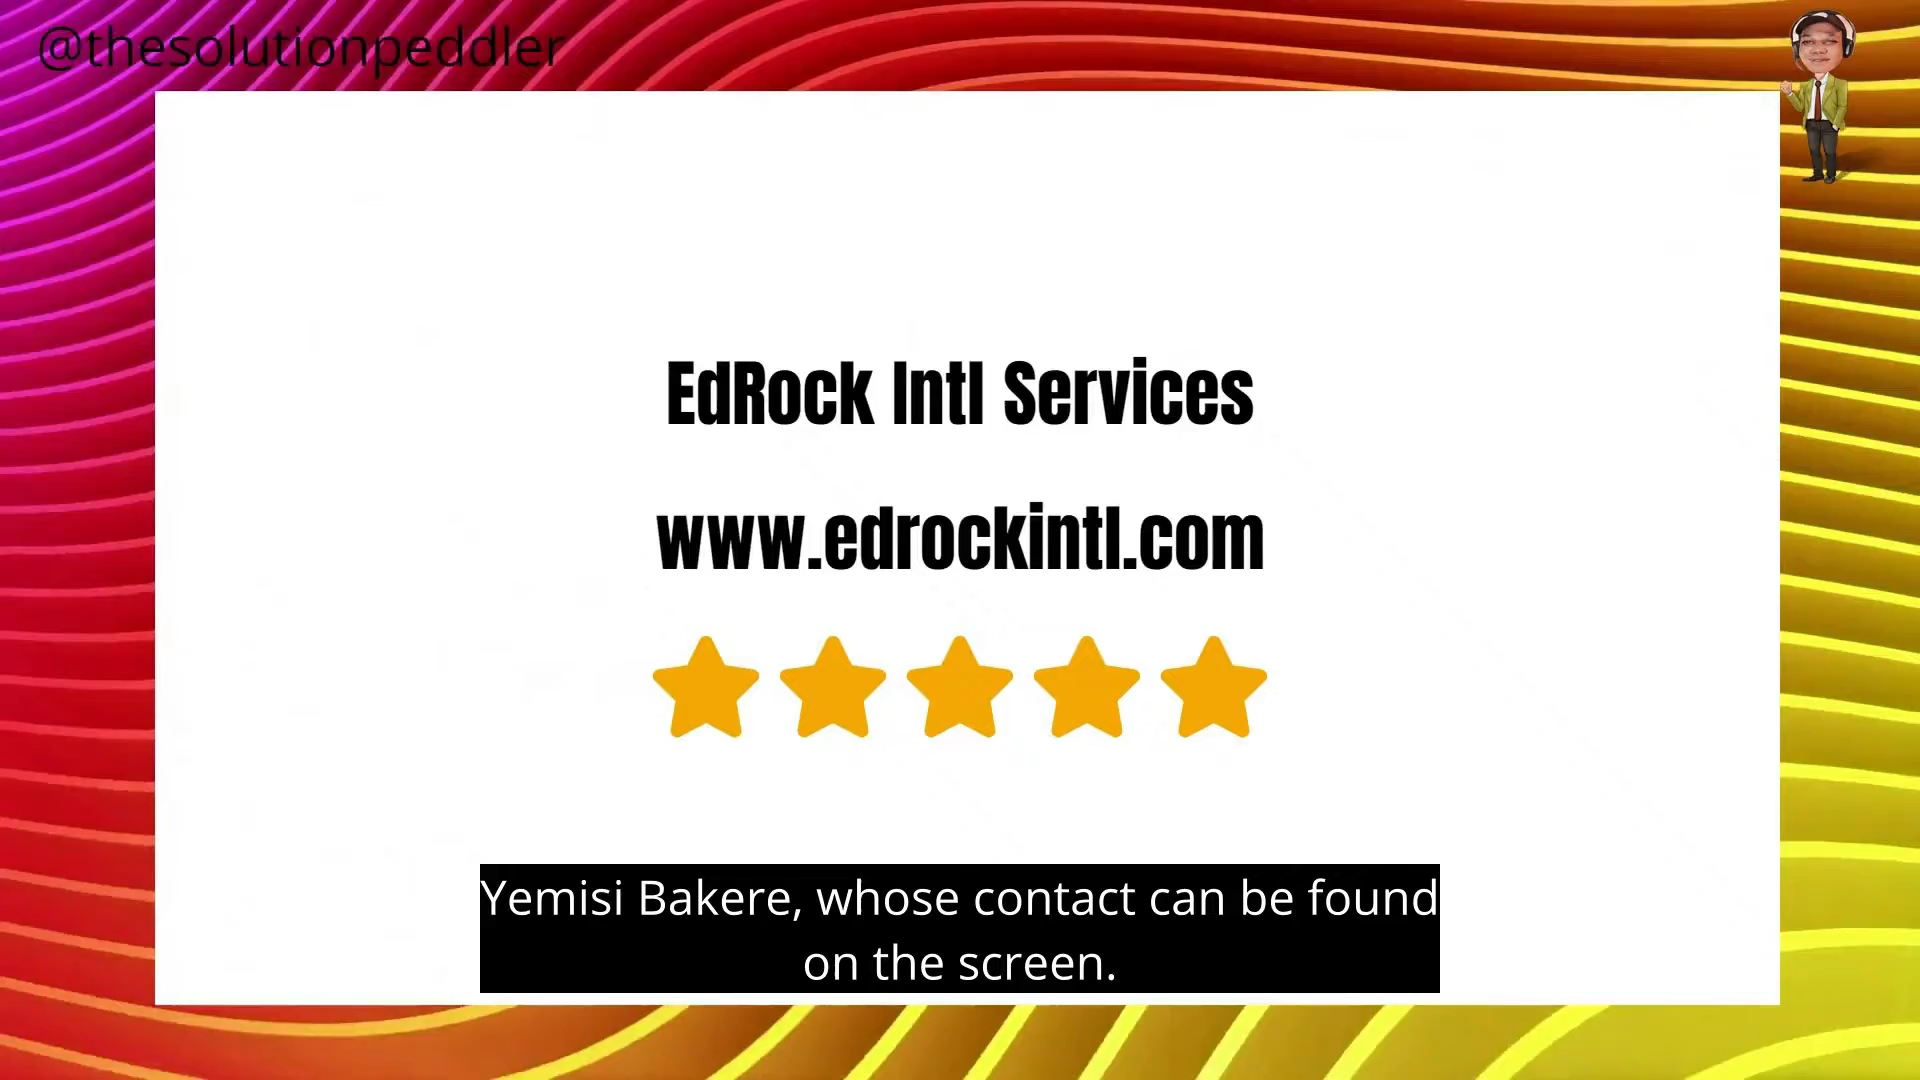 @thesolutionpeddler
EdRock Intl Services
www.edrockintl.com
Yemisi Bakere, whose contact can be found
on the screen.